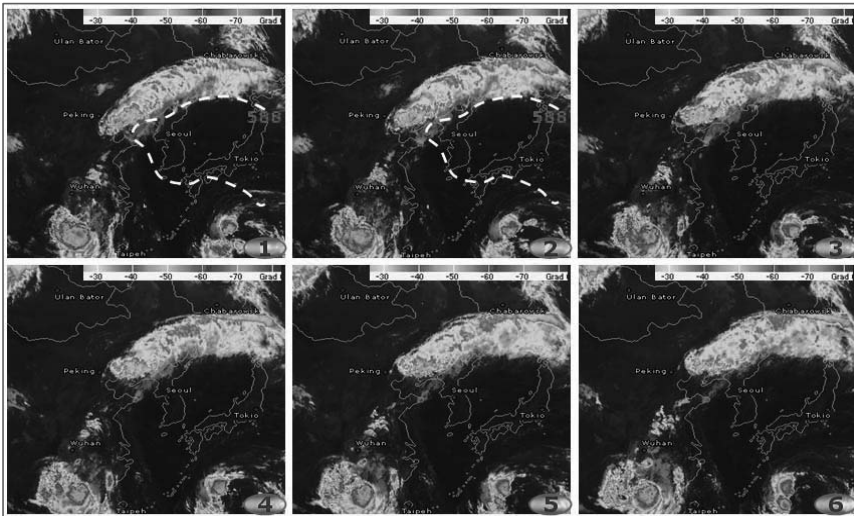 -30 -40 -50 -60 -70 Grad
Ulan Bator
Chabarowsk
Peking
Seoul
588
Tokio
Wuhan
Taipeh
1
-30 -40 -50 -60 -70 Grad
Ulan Bator
Chabarowsk
Peking
Seoul
588
Tokio
Wuhan
Taipeh
2
-30 -40 -50 -60 -70 Grad
Ulan Bator
Chabarowsk
Peking
Seoul
Tokio
Wuhan
Taipeh
3
-30 -40 -50 -60 -70 Grad
Ulan Bator
Chabarowsk
Peking
Seoul
Tokio
Wuhan
Taipeh
4
-30 -40 -50 -60 -70 Grad
Ulan Bator
Chabarowsk
Peking
Seoul
Tokio
Wuhan
Taipeh
5
-30 -40 -50 -60 -70 Grad
Ulan Bator
Chabarowsk
Peking
Seoul
Tokio
Wuhan
Taipeh
6